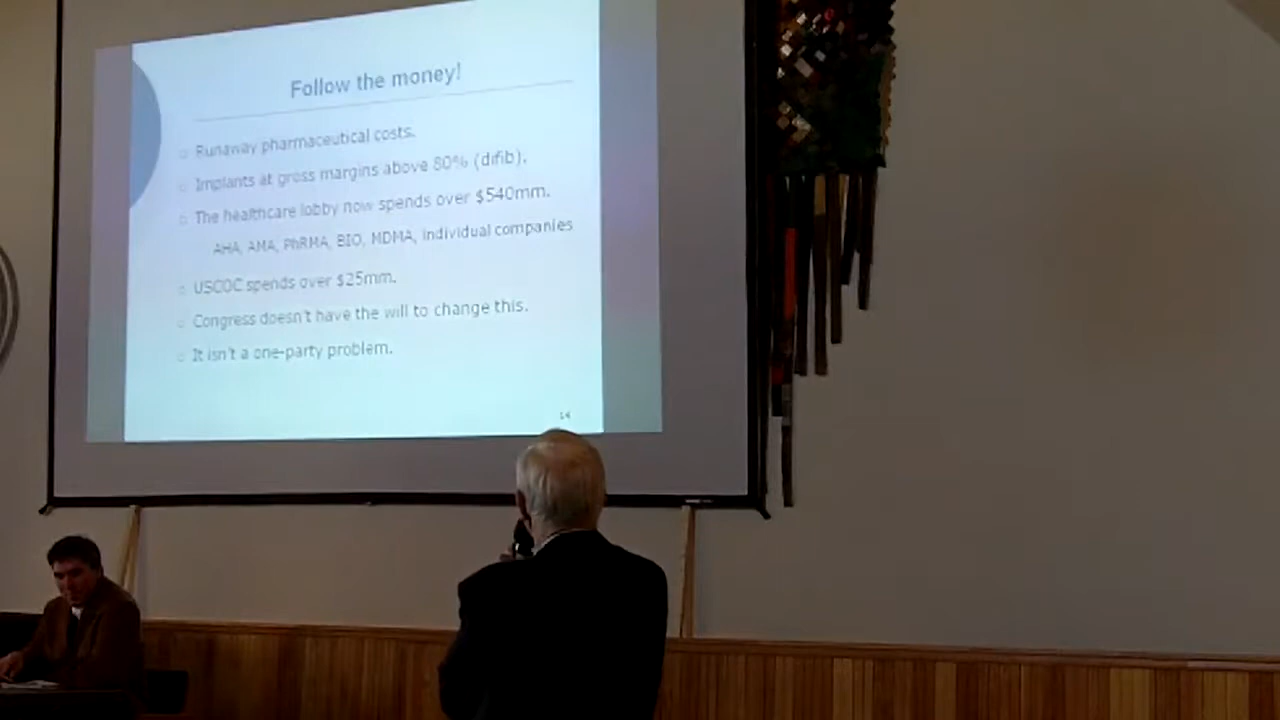 Follow the money!
Runaway pharmaceutical costs.
Implants at gross margins above 80% (difib).
The healthcare lobby now spends over $540mm.
AHA, AMA, PhRMA, BIO, MDMA, individual companies
USCOC spends over $25mm.
Congress doesn't have the will to change this.
It isn't a one-party problem.
14